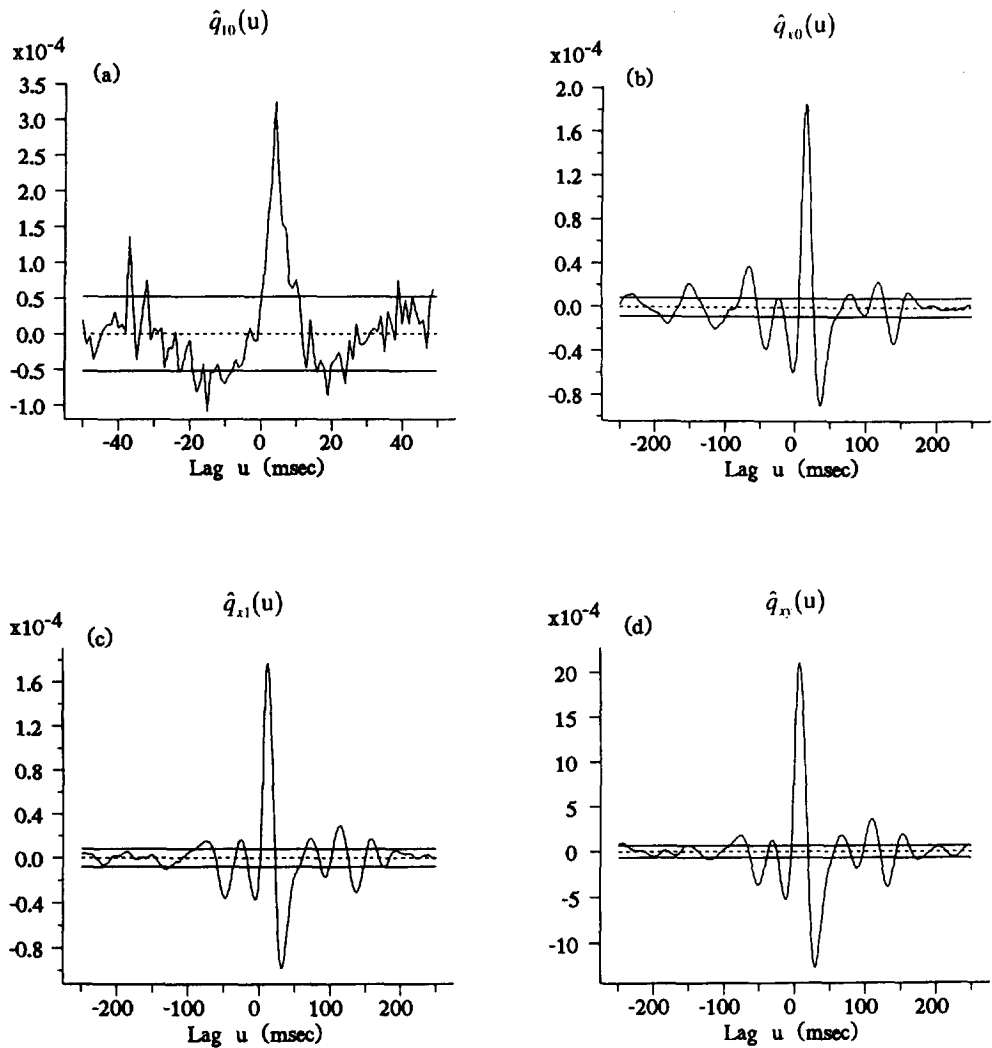 q̂₁₀(u)
x10⁻⁴
(a)
3.5
3.0
2.5
2.0
1.5
1.0
0.5
0.0
-0.5
-1.0
-40 -20 0 20 40
Lag u (msec)
q̂ₓ₀(u)
x10⁻⁴
(b)
2.0
1.6
1.2
0.8
0.4
0.0
-0.4
-0.8
-200 -100 0 100 200
Lag u (msec)
q̂ₓ₁(u)
x10⁻⁴
(c)
1.6
1.2
0.8
0.4
0.0
-0.4
-0.8
-200 -100 0 100 200
Lag u (msec)
q̂ₓᵧ(u)
x10⁻⁴
(d)
20
15
10
5
0
-5
-10
-200 -100 0 100 200
Lag u (msec)